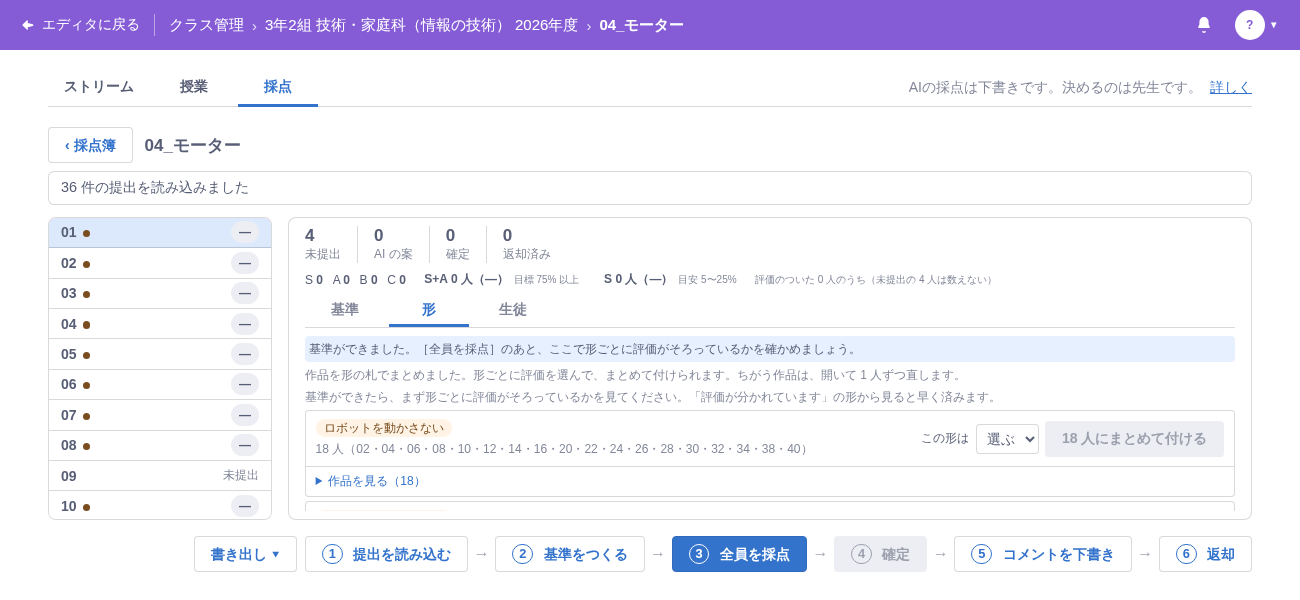 エディタに戻る クラス管理 › 3年2組 技術・家庭科（情報の技術） 2026年度 › 04_モーター ? ▾
ストリーム 授業 採点 AIの採点は下書きです。決めるのは先生です。 詳しく
‹ 採点簿 04_モーター
36 件の提出を読み込みました
01 —
02 —
03 —
04 —
05 —
06 —
07 —
08 —
09 未提出
10 —
4 0 0 0
未提出 AI の案 確定 返却済み
S 0 A 0 B 0 C 0 S+A 0 人（—） 目標 75% 以上 S 0 人（—） 目安 5〜25% 評価のついた 0 人のうち（未提出の 4 人は数えない）
基準 形 生徒
基準ができました。［全員を採点］のあと、ここで形ごとに評価がそろっているかを確かめましょう。
作品を形の札でまとめました。形ごとに評価を選んで、まとめて付けられます。ちがう作品は、開いて 1 人ずつ直します。
基準ができたら、まず形ごとに評価がそろっているかを見てください。「評価が分かれています」の形から見ると早く済みます。
ロボットを動かさない
18 人（02・04・06・08・10・12・14・16・20・22・24・26・28・30・32・34・38・40） この形は 選ぶ 18 人にまとめて付ける
▶ 作品を見る（18）
書き出し ▾ 1 提出を読み込む → 2 基準をつくる → 3 全員を採点 → 4 確定 → 5 コメントを下書き → 6 返却